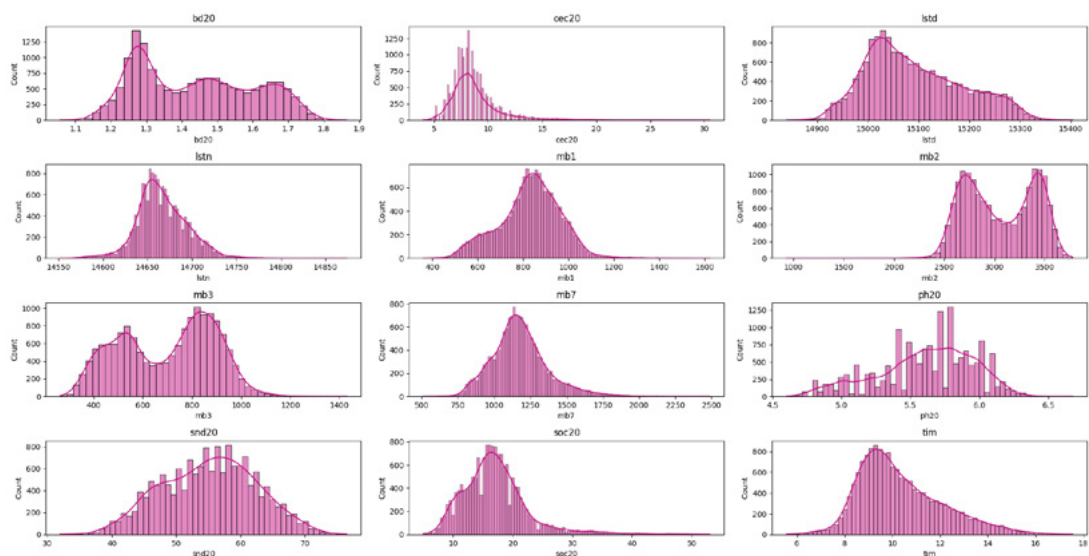 bd20
cec20
lstd
Count
1250
1000
750
500
250
0
1.1 1.2 1.3 1.4 1.5 1.6 1.7 1.8 1.9
bd20
Count
1250
1000
750
500
250
0
5 10 15 20 25 30
cec20
Count
800
600
400
200
0
14900 15000 15100 15200 15300 15400
lstd
lstn
mb1
mb2
Count
800
600
400
200
0
14550 14600 14650 14700 14750 14800 14850
lstn
Count
600
400
200
0
400 600 800 1000 1200 1400 1600
mb1
Count
1000
800
600
400
200
0
1000 1500 2000 2500 3000 3500
mb2
mb3
mb7
ph20
Count
1000
800
600
400
200
0
400 600 800 1000 1200 1400
mb3
Count
800
600
400
200
0
500 750 1000 1250 1500 1750 2000 2250 2500
mb7
Count
1250
1000
750
500
250
0
4.5 5.0 5.5 6.0 6.5
ph20
snd20
soc20
tim
Count
800
600
400
200
0
30 40 50 60 70
snd20
Count
800
600
400
200
0
10 20 30 40 50
soc20
Count
800
600
400
200
0
6 8 10 12 14 16 18
tim